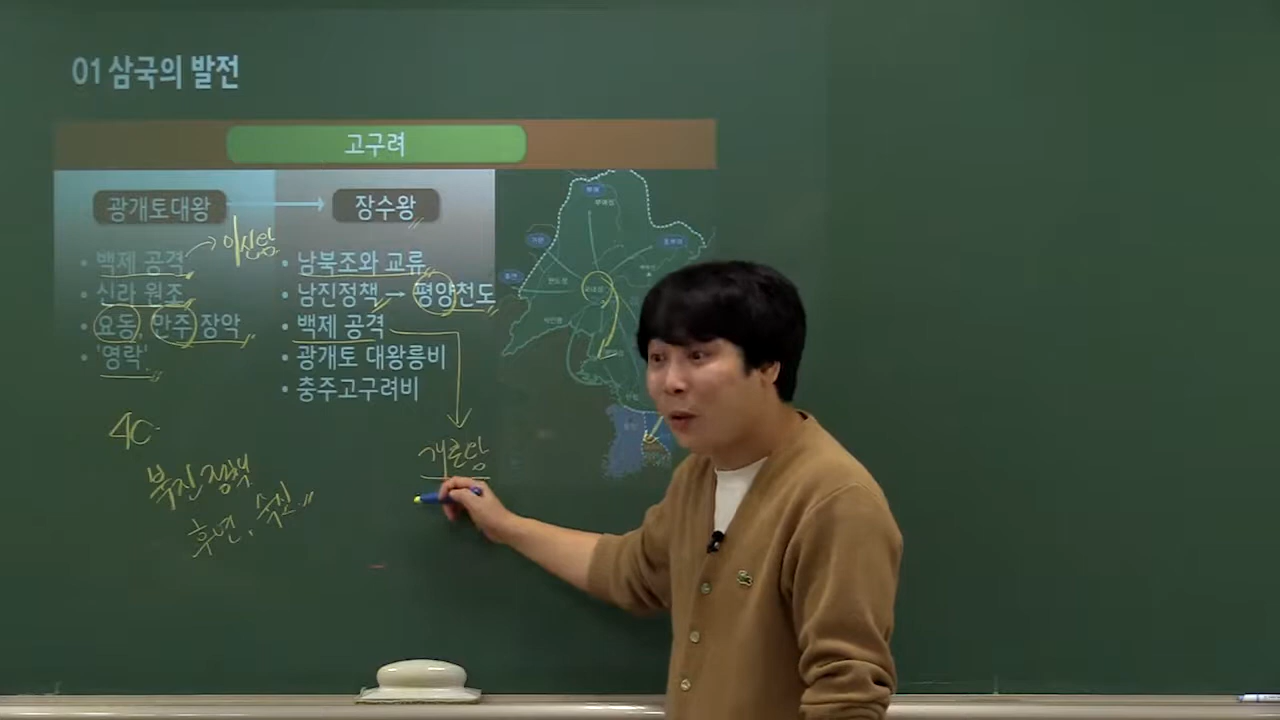 01 삼국의 발전
고구려
광개토대왕
장수왕
• 백제 공격
아신왕
• 신라 원조
• 요동, 만주 장악
• '영락'
• 남북조와 교류
• 남진정책 → 평양천도
• 백제 공격
• 광개토 대왕릉비
• 충주고구려비
4C
북진정책
후연, 숙신
개로왕